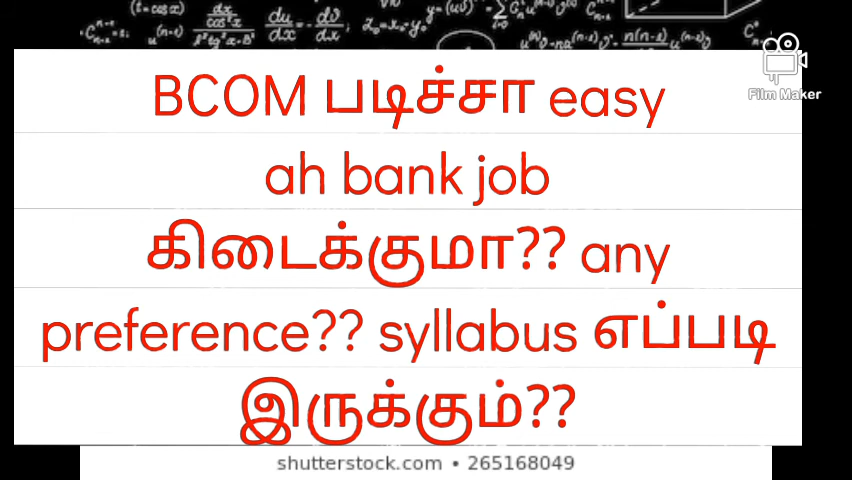 BCOM படிச்சா easy
ah bank job
கிடைக்குமா?? any
preference?? syllabus எப்படி
இருக்கும்??
Film Maker
shutterstock.com • 265168049